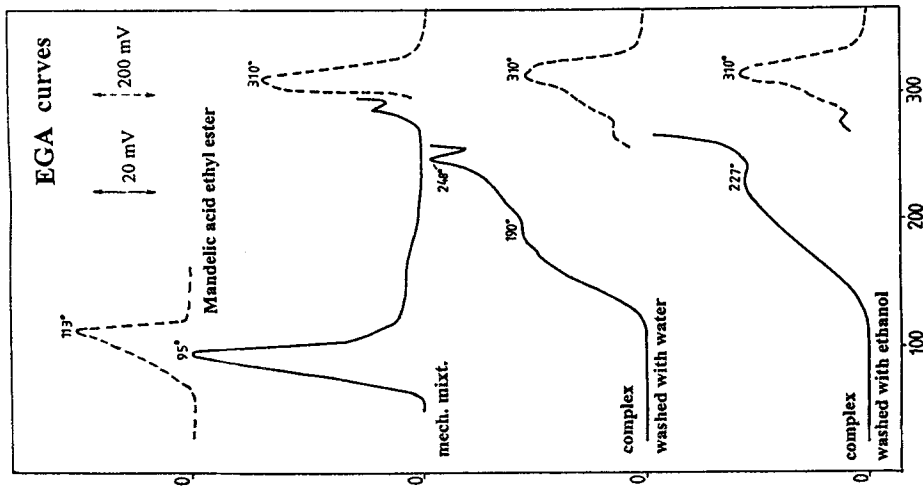 EGA curves
20 mV
200 mV
113°
Mandelic acid ethyl ester
0
95°
310°
mech. mixt.
0
248°
190°
310°
complex
washed with water
0
227°
310°
complex
washed with ethanol
0
100
200
300